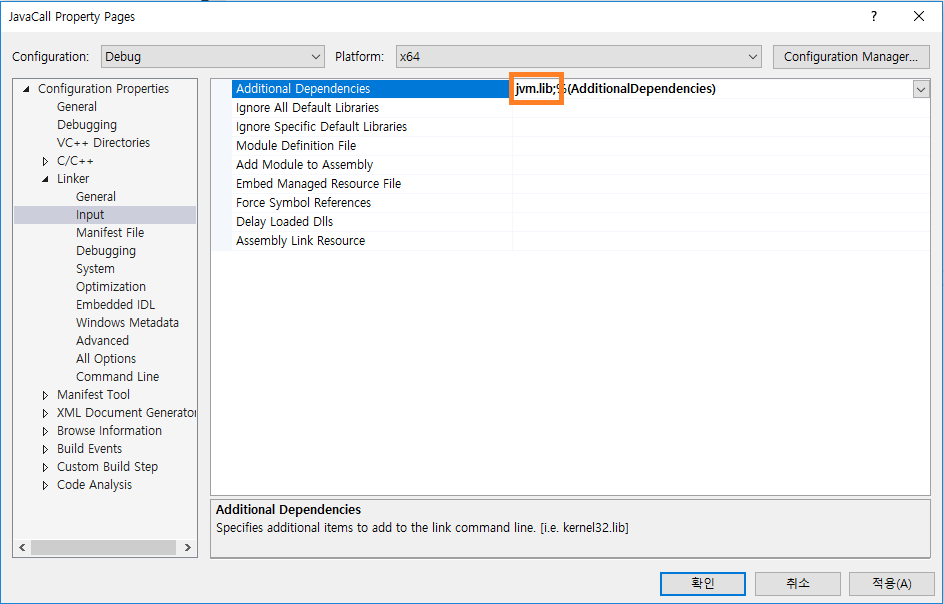 JavaCall Property Pages
Configuration: Debug Platform: x64 Configuration Manager...
Configuration Properties
General
Debugging
VC++ Directories
C/C++
Linker
General
Input
Manifest File
Debugging
System
Optimization
Embedded IDL
Windows Metadata
Advanced
All Options
Command Line
Manifest Tool
XML Document Generator
Browse Information
Build Events
Custom Build Step
Code Analysis
Additional Dependencies jvm.lib;%(AdditionalDependencies)
Ignore All Default Libraries
Ignore Specific Default Libraries
Module Definition File
Add Module to Assembly
Embed Managed Resource File
Force Symbol References
Delay Loaded Dlls
Assembly Link Resource
Additional Dependencies
Specifies additional items to add to the link command line. [i.e. kernel32.lib]
확인 취소 적용(A)